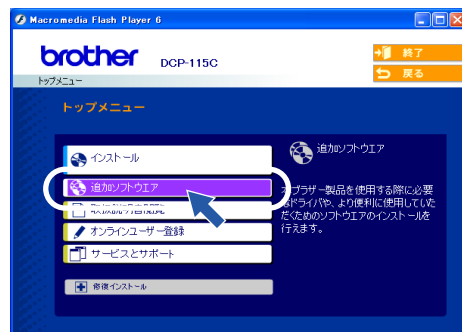 Macromedia Flash Player 6
brother DCP-115C
終了
戻る
トップメニュー
トップメニュー
インストール
追加ソフトウエア
オンラインユーザー登録
サービスとサポート
修復インストール
追加ソフトウエア
ブラザー製品を使用する際に必要
なドライバや、より便利に使用していた
だくためのソフトウエアのインストールを
行えます。